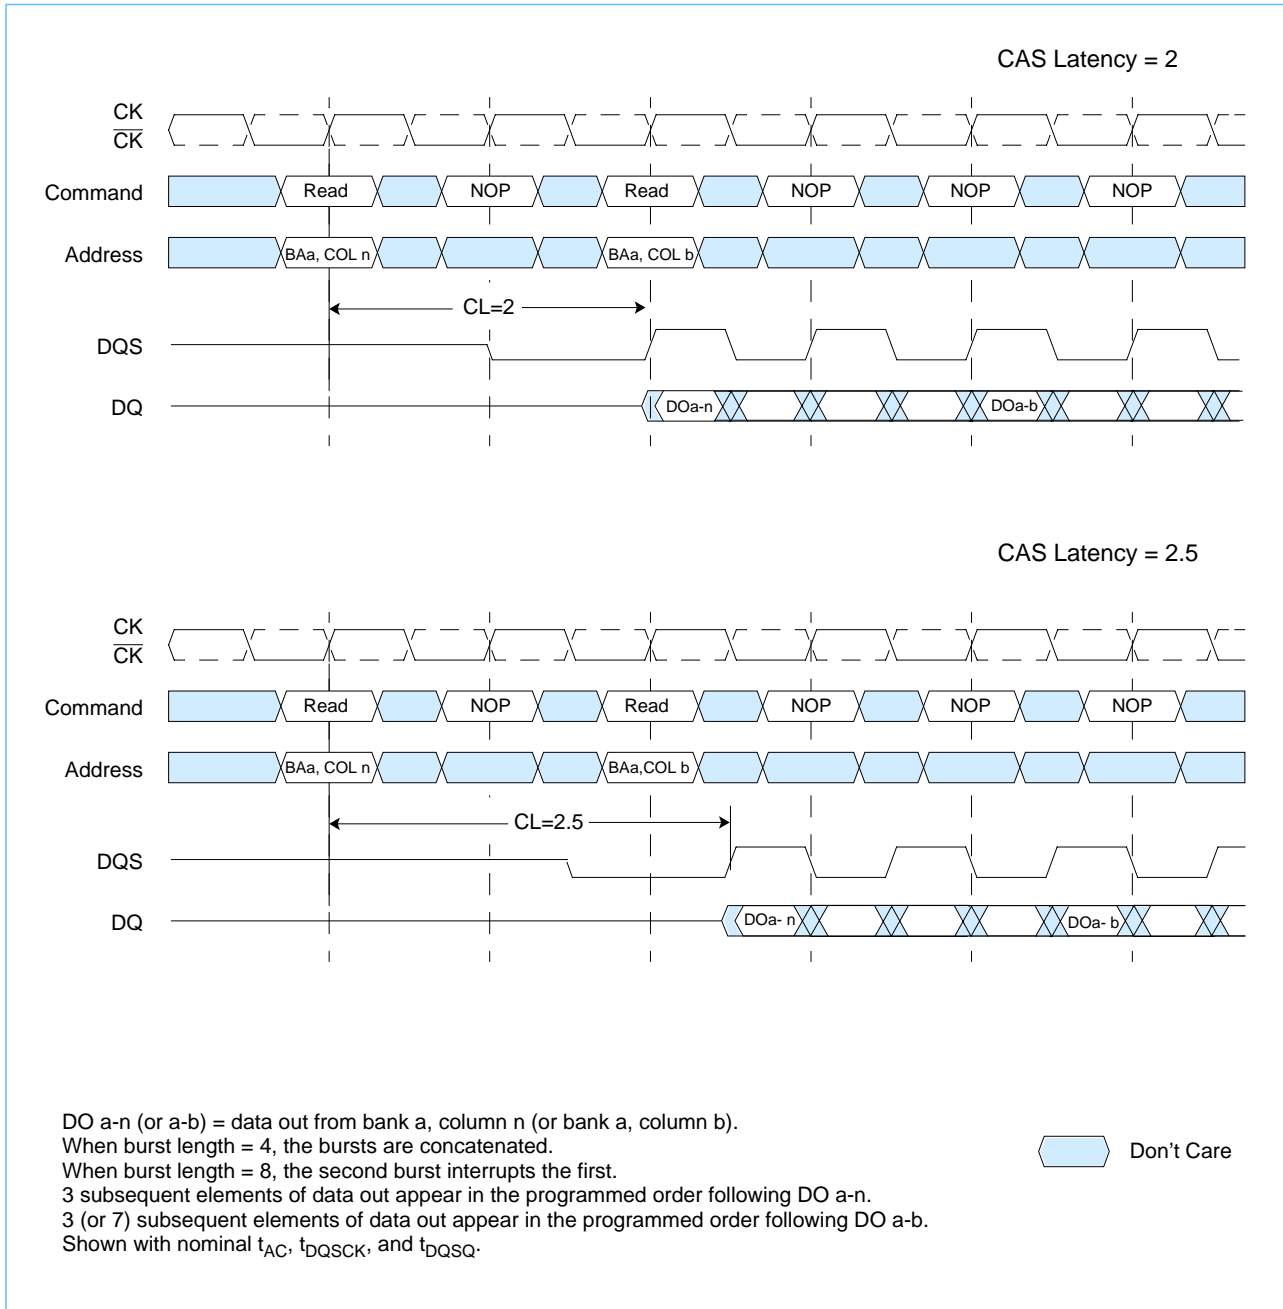 CAS Latency = 2
CK
CK
Command Read NOP Read NOP NOP NOP
Address BAa, COL n BAa, COL b
CL=2
DQS
DQ DOa-n DOa-b
CAS Latency = 2.5
CK
CK
Command Read NOP Read NOP NOP NOP
Address BAa, COL n BAa,COL b
CL=2.5
DQS
DQ DOa- n DOa- b
DO a-n (or a-b) = data out from bank a, column n (or bank a, column b).
When burst length = 4, the bursts are concatenated.
When burst length = 8, the second burst interrupts the first.
3 subsequent elements of data out appear in the programmed order following DO a-n.
3 (or 7) subsequent elements of data out appear in the programmed order following DO a-b.
Shown with nominal tAC, tDQSCK, and tDQSQ.
Don't Care